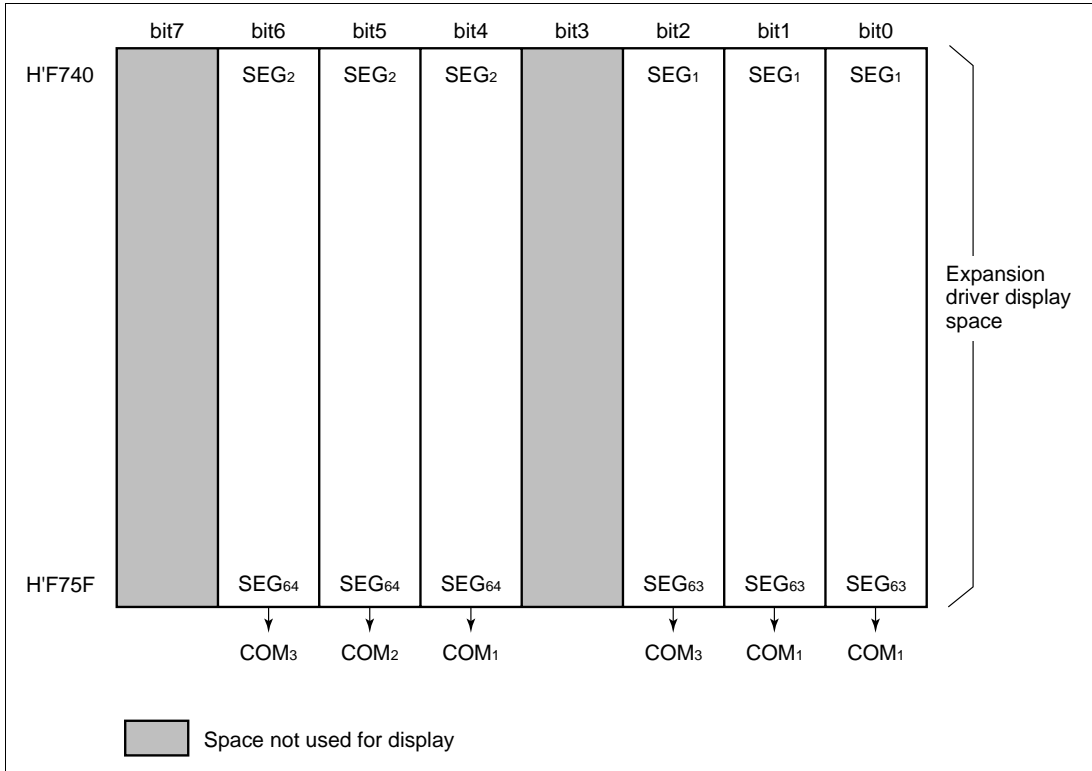 bit7 bit6 bit5 bit4 bit3 bit2 bit1 bit0
H'F740 SEG2 SEG2 SEG2 SEG1 SEG1 SEG1
Expansion
driver display
space
H'F75F SEG64 SEG64 SEG64 SEG63 SEG63 SEG63
COM3 COM2 COM1 COM3 COM1 COM1
Space not used for display